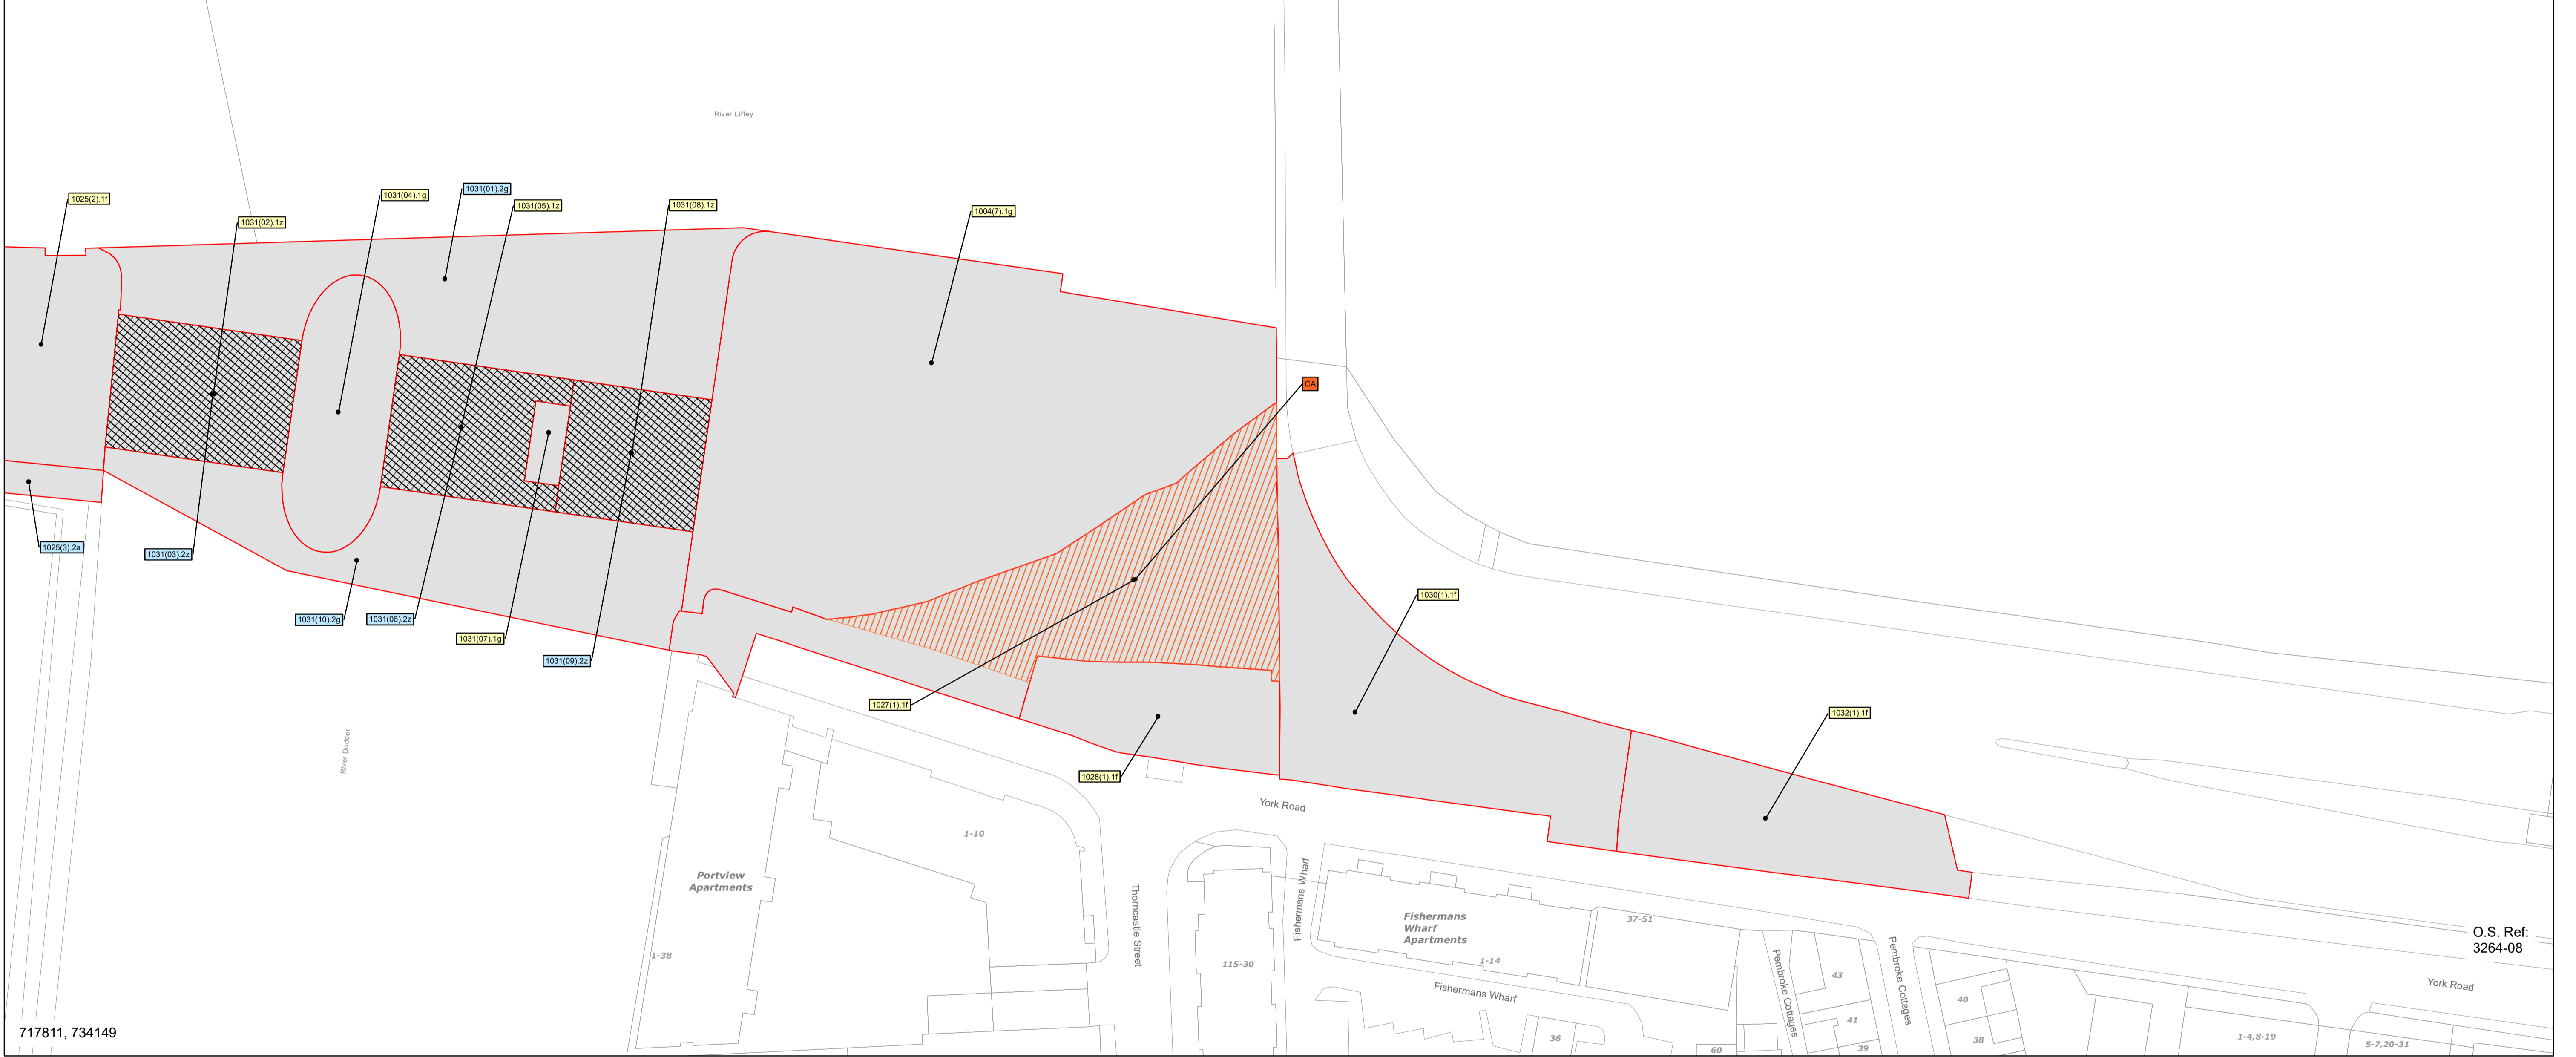 River Liffey
1031(01).2g
1031(04).1g
1025(2).1f
1031(05).1z
1031(08).1z
1004(7).1g
1031(02).1z
CA
1025(3).2a
1031(03).2z
1030(1).1f
1031(10).2g
1031(06).2z
1031(07).1g
1031(09).2z
1027(1).1f
1032(1).1f
River Dodder
1028(1).1f
York Road
1-10
Portview
Apartments
Thorncastle Street
Fishermans Wharf
Fishermans
Wharf
Apartments
37-51
O.S. Ref:
3264-08
1-38
115-30
1-14
Pembroke Cottages
Pembroke Cottages
43
York Road
Fishermans Wharf
40
717811, 734149
36
41
38
1-4,8-19
5-7,20-31
60
39